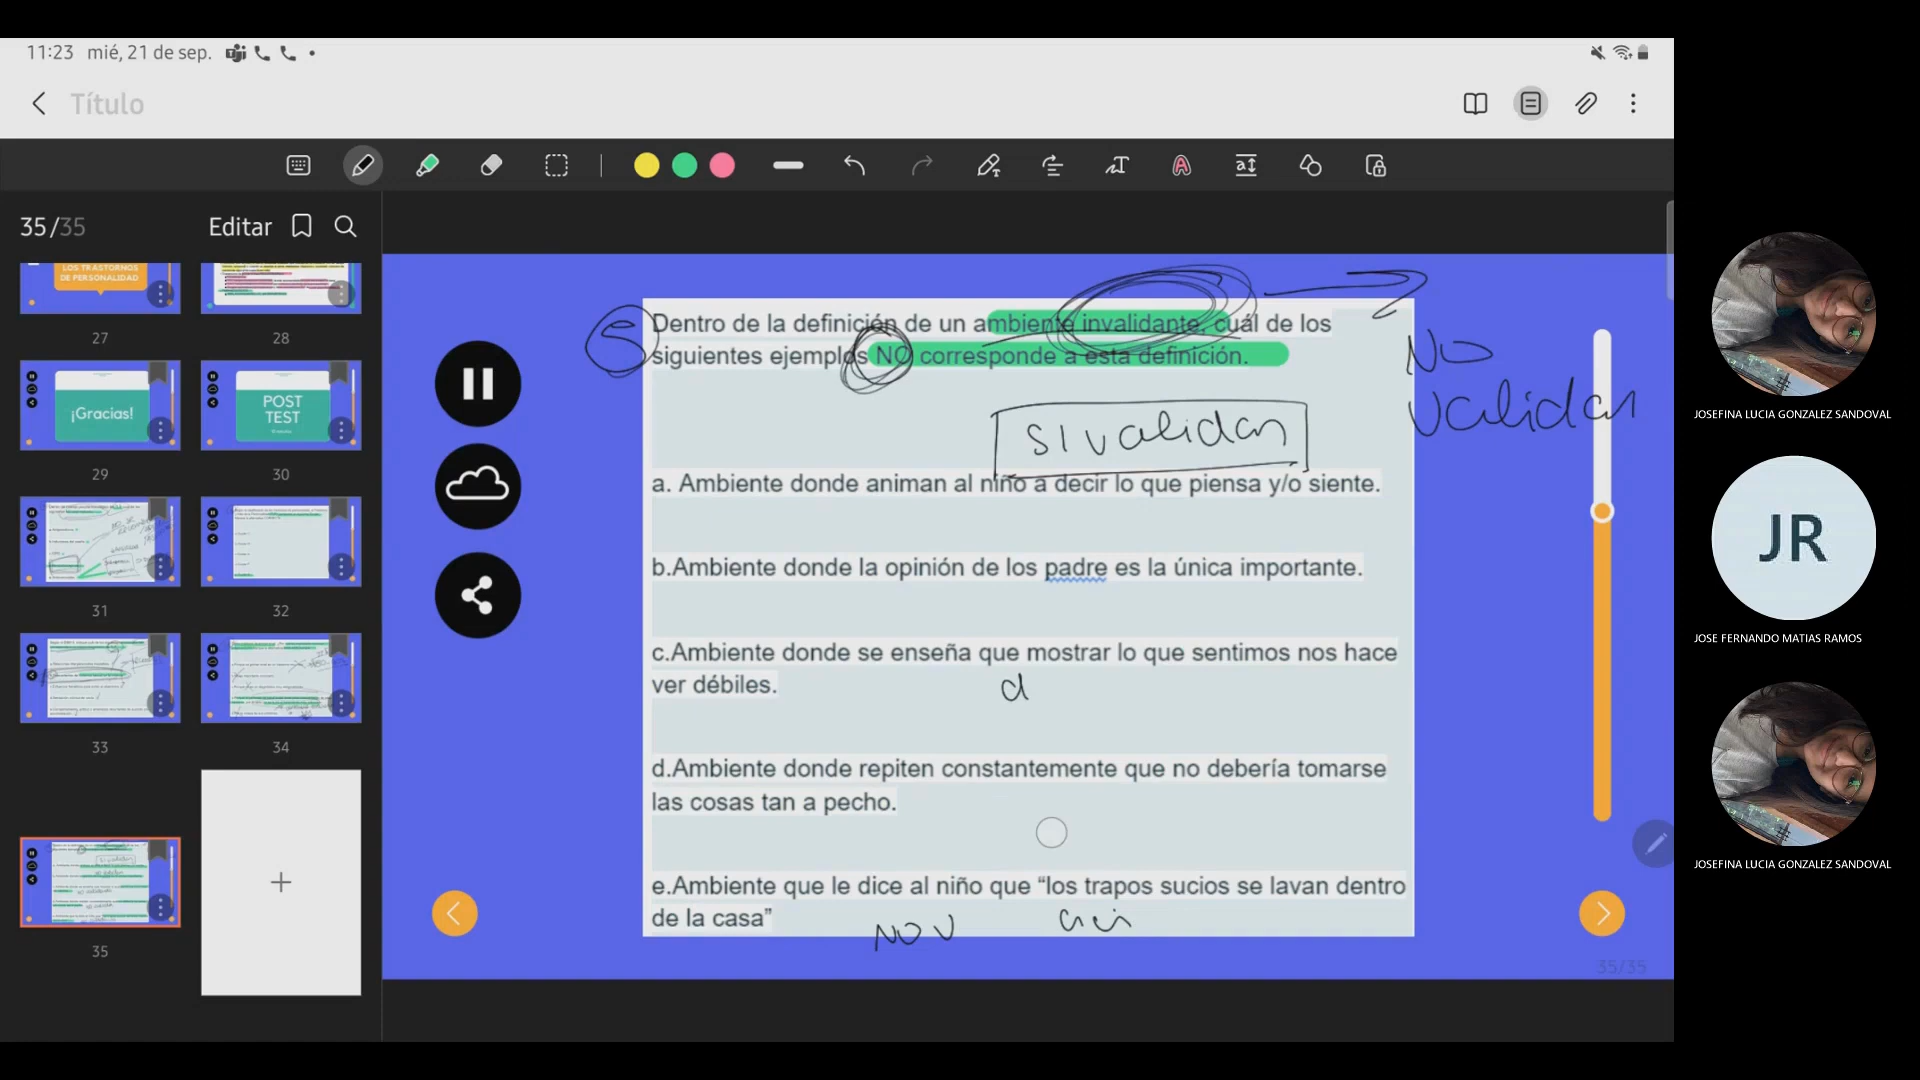 11:23 mié, 21 de sep.
Título
35/35
Editar
LOS TRASTORNOS
DE PERSONALIDAD
27
28
¡Gracias!
29
POST
TEST
30
31
32
33
34
35
5
Dentro de la definición de un ambiente invalidante, cuál de los
siguientes ejemplos NO corresponde a esta definición.
NO
validan
SI validan
a. Ambiente donde animan al niño a decir lo que piensa y/o siente.
b.Ambiente donde la opinión de los padre es la única importante.
c.Ambiente donde se enseña que mostrar lo que sentimos nos hace
ver débiles.
d
d.Ambiente donde repiten constantemente que no debería tomarse
las cosas tan a pecho.
e.Ambiente que le dice al niño que “los trapos sucios se lavan dentro
de la casa”
NO V
35/35
JOSEFINA LUCIA GONZALEZ SANDOVAL
JR
JOSE FERNANDO MATIAS RAMOS
JOSEFINA LUCIA GONZALEZ SANDOVAL